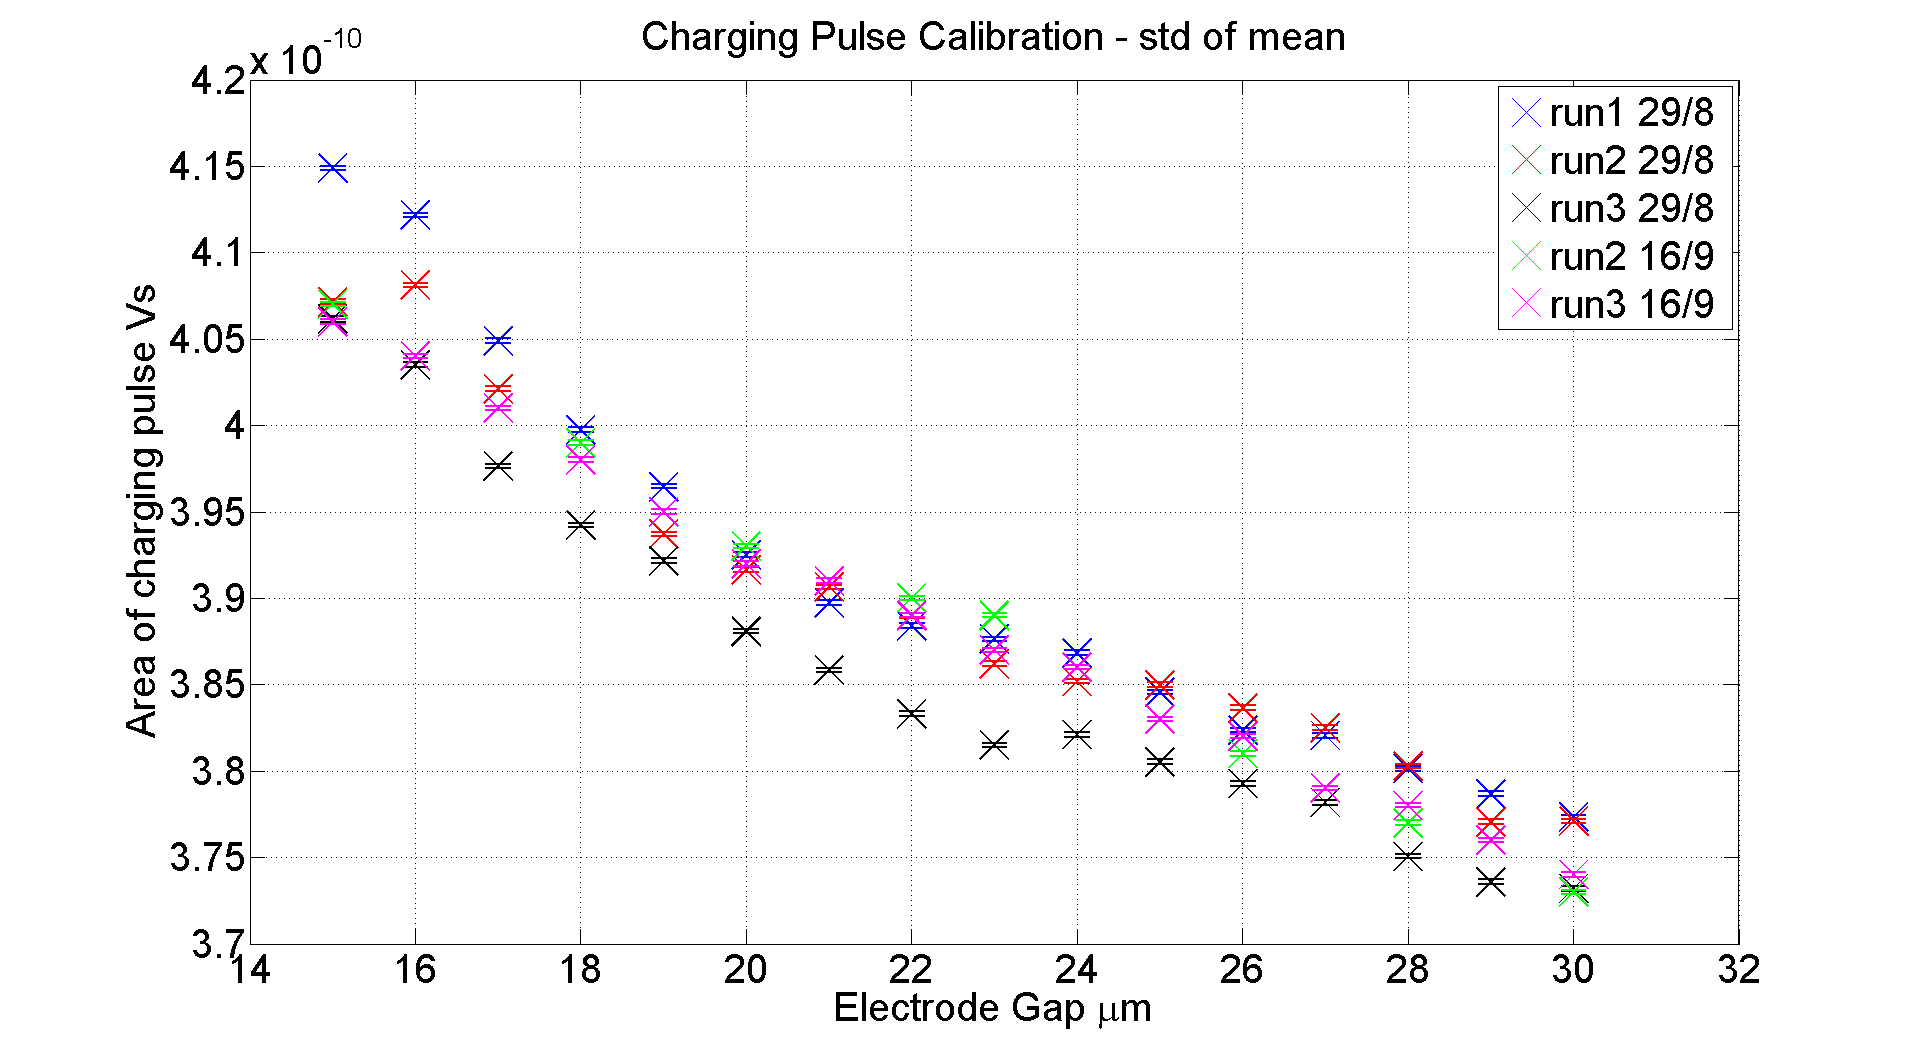 Charging Pulse Calibration - std of mean
x 10^-10
4.2
4.15
4.1
4.05
4
3.95
3.9
3.85
3.8
3.75
3.7
Area of charging pulse Vs
run1 29/8
run2 29/8
run3 29/8
run2 16/9
run3 16/9
14 16 18 20 22 24 26 28 30 32
Electrode Gap μm